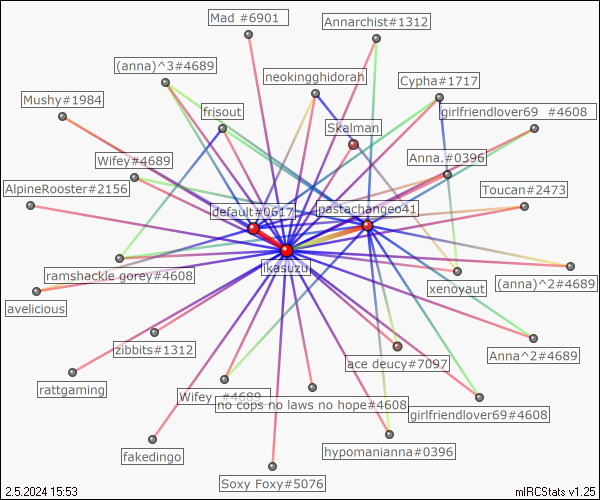 Mad #6901
Annarchist#1312
(anna)^3#4689
neokingghidorah
Cypha#1717
Mushy#1984
frisout
girlfriendlover69 #4608
Skalman
Wifey#4689
Anna.#0396
AlpineRooster#2156
Toucan#2473
default#0617
pastachangeo41
ikasuzu
ramshackle gorey#4608
xenoyaut
(anna)^2#4689
avelicious
zibbits#1312
Anna^2#4689
ace deucy#7097
rattgaming
Wifey #4689
no cops no laws no hope#4608
girlfriendlover69#4608
fakedingo
hypomanianna#0396
Soxy Foxy#5076
2.5.2024 15:53
mIRCStats v1.25